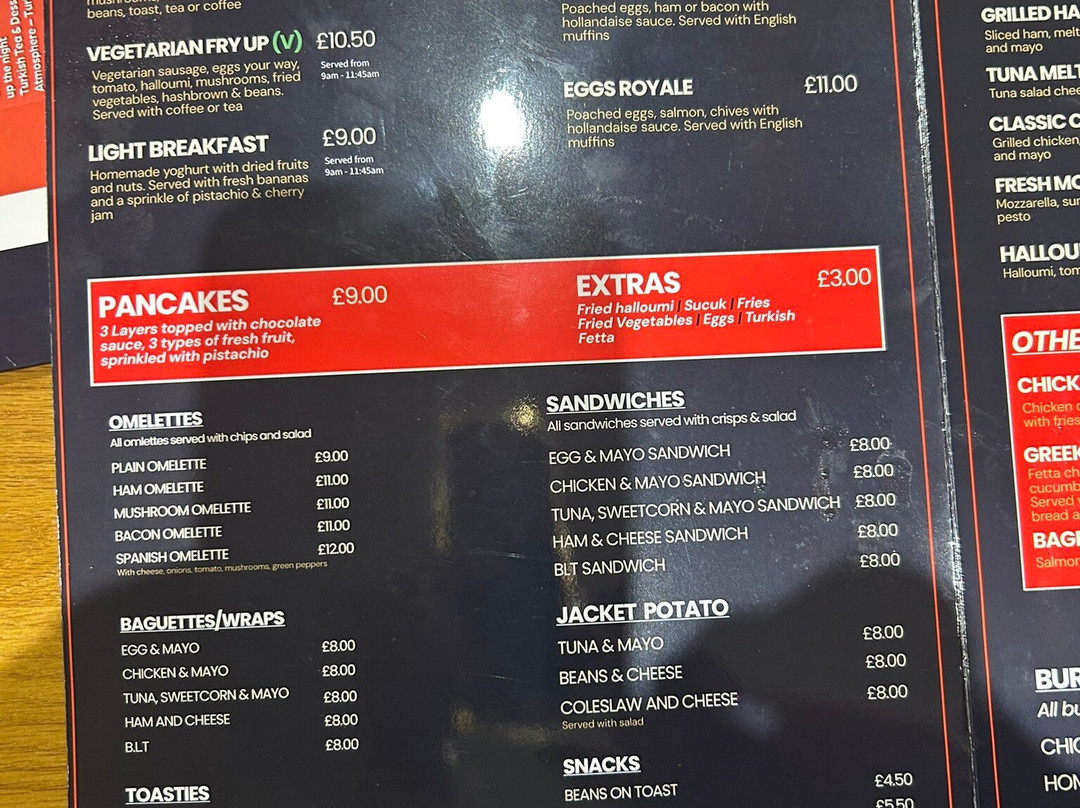 up the night
Turkish Tea & Dess
beans, toast, tea or coffee
VEGETARIAN FRY UP (V) £10.50
Vegetarian sausage, eggs your way,
tomato, halloumi, mushrooms, fried
vegetables, hashbrown & beans.
Served with coffee or tea
Served from
9am - 11:45am
LIGHT BREAKFAST £9.00
Homemade yoghurt with dried fruits
and nuts. Served with fresh bananas
and a sprinkle of pistachio & cherry
jam
Served from
9am - 11:45am
Poached eggs, ham or bacon with
hollandaise sauce. Served with English
muffins
EGGS ROYALE £11.00
Poached eggs, salmon, chives with
hollandaise sauce. Served with English
muffins
PANCAKES £9.00
3 Layers topped with chocolate
sauce, 3 types of fresh fruit,
sprinkled with pistachio
EXTRAS £3.00
Fried halloumi | Sucuk | Fries
Fried Vegetables | Eggs | Turkish
Fetta
OMELETTES
All omlettes served with chips and salad
PLAIN OMELETTE £9.00
HAM OMELETTE £11.00
MUSHROOM OMELETTE £11.00
BACON OMELETTE £11.00
SPANISH OMELETTE £12.00
With cheese, onions, tomato, mushrooms, green peppers
BAGUETTES/WRAPS
EGG & MAYO £8.00
CHICKEN & MAYO £8.00
TUNA, SWEETCORN & MAYO £8.00
HAM AND CHEESE £8.00
B.LT £8.00
TOASTIES
SANDWICHES
All sandwiches served with crisps & salad
EGG & MAYO SANDWICH £8.00
CHICKEN & MAYO SANDWICH £8.00
TUNA, SWEETCORN & MAYO SANDWICH £8.00
HAM & CHEESE SANDWICH £8.00
BLT SANDWICH £8.00
JACKET POTATO
TUNA & MAYO £8.00
BEANS & CHEESE £8.00
COLESLAW AND CHEESE £8.00
Served with salad
SNACKS
BEANS ON TOAST £4.50
£5.50
GRILLED HA
Sliced ham, melt
and mayo
TUNA MELT
Tuna salad chee
CLASSIC C
Grilled chicken,
and mayo
FRESH MO
Mozzarella, su
pesto
HALLOU
Halloumi, tom
OTHE
CHICK
Chicken
with fries
GREEK
Fetta ch
cucumb
Served
bread a
BAG
Salmon
BUR
All bu
CHIC
HOM